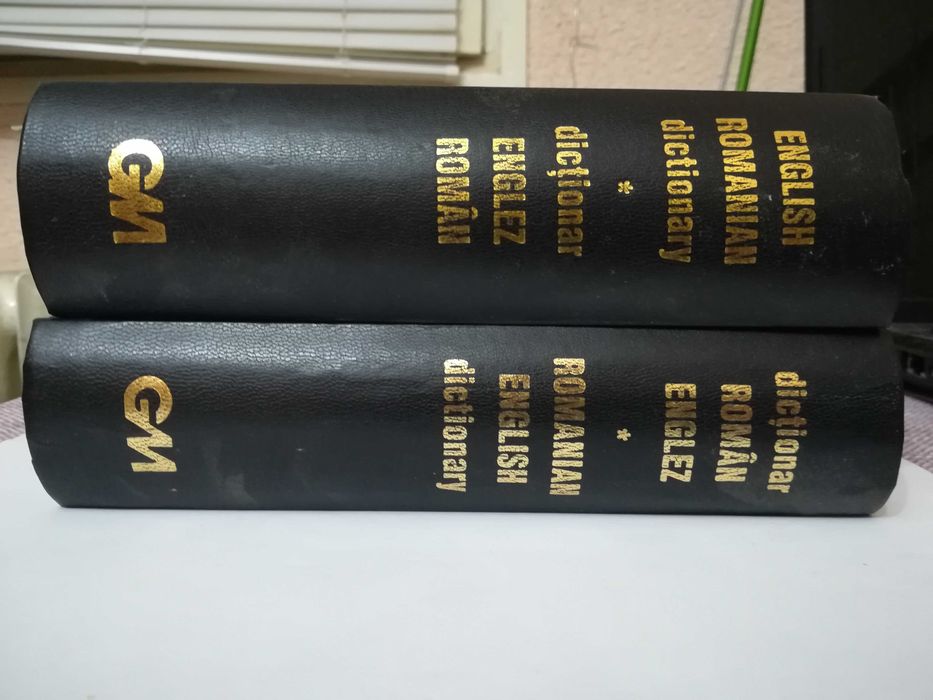 ENGLISH
ROMANIAN
dictionary
*
dicționar
ENGLEZ
ROMÂN
GM
dicționar
ROMÂN
ENGLEZ
*
ROMANIAN
ENGLISH
dictionary
GM